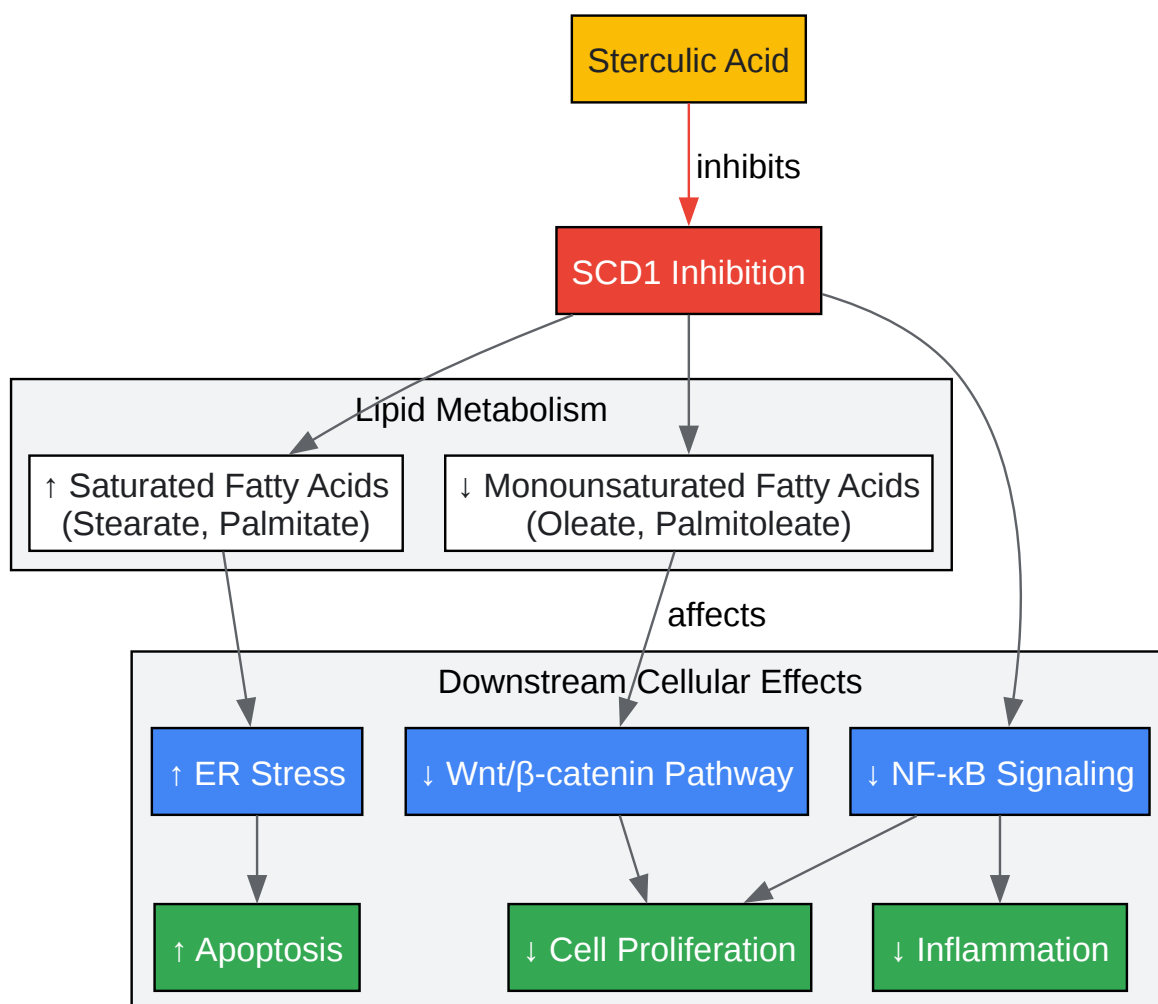 Sterculic Acid
inhibits
SCD1 Inhibition
Lipid Metabolism
↑ Saturated Fatty Acids
(Stearate, Palmitate)
↓ Monounsaturated Fatty Acids
(Oleate, Palmitoleate)
affects
Downstream Cellular Effects
↑ ER Stress
↓ Wnt/β-catenin Pathway
↓ NF-κB Signaling
↑ Apoptosis
↓ Cell Proliferation
↓ Inflammation